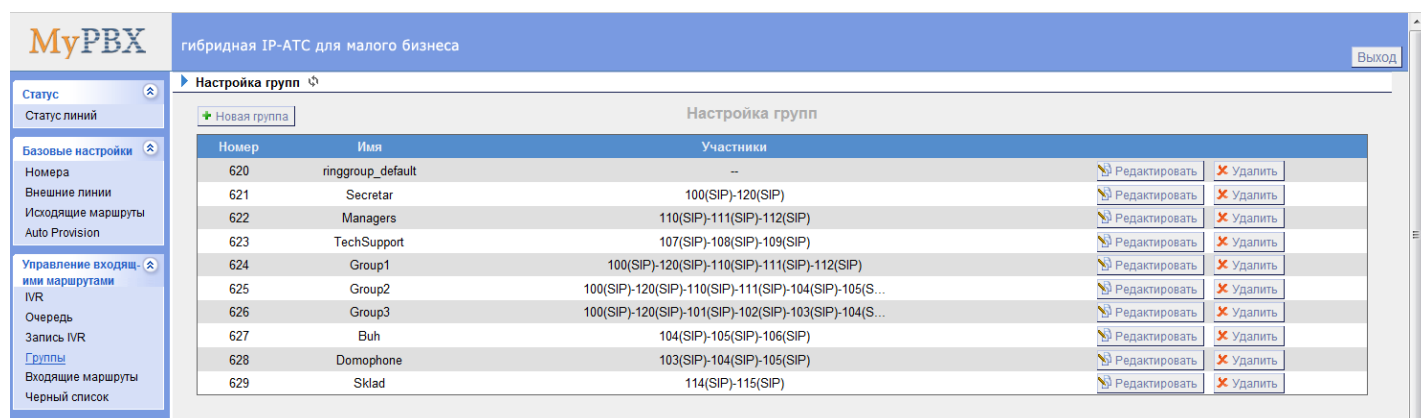 MyPBX
гибридная IP-АТС для малого бизнеса
Выход
Статус
Статус линий
Базовые настройки
Номера
Внешние линии
Исходящие маршруты
Auto Provision
Управление входящ-
ими маршрутами
IVR
Очередь
Запись IVR
Группы
Входящие маршруты
Черный список
Настройка групп
Новая группа
Настройка групп
Номер Имя Участники
620 ringgroup_default -- Редактировать Удалить
621 Secretar 100(SIP)-120(SIP) Редактировать Удалить
622 Managers 110(SIP)-111(SIP)-112(SIP) Редактировать Удалить
623 TechSupport 107(SIP)-108(SIP)-109(SIP) Редактировать Удалить
624 Group1 100(SIP)-120(SIP)-110(SIP)-111(SIP)-112(SIP) Редактировать Удалить
625 Group2 100(SIP)-120(SIP)-110(SIP)-111(SIP)-104(SIP)-105(S... Редактировать Удалить
626 Group3 100(SIP)-120(SIP)-101(SIP)-102(SIP)-103(SIP)-104(S... Редактировать Удалить
627 Buh 104(SIP)-105(SIP)-106(SIP) Редактировать Удалить
628 Domophone 103(SIP)-104(SIP)-105(SIP) Редактировать Удалить
629 Sklad 114(SIP)-115(SIP) Редактировать Удалить